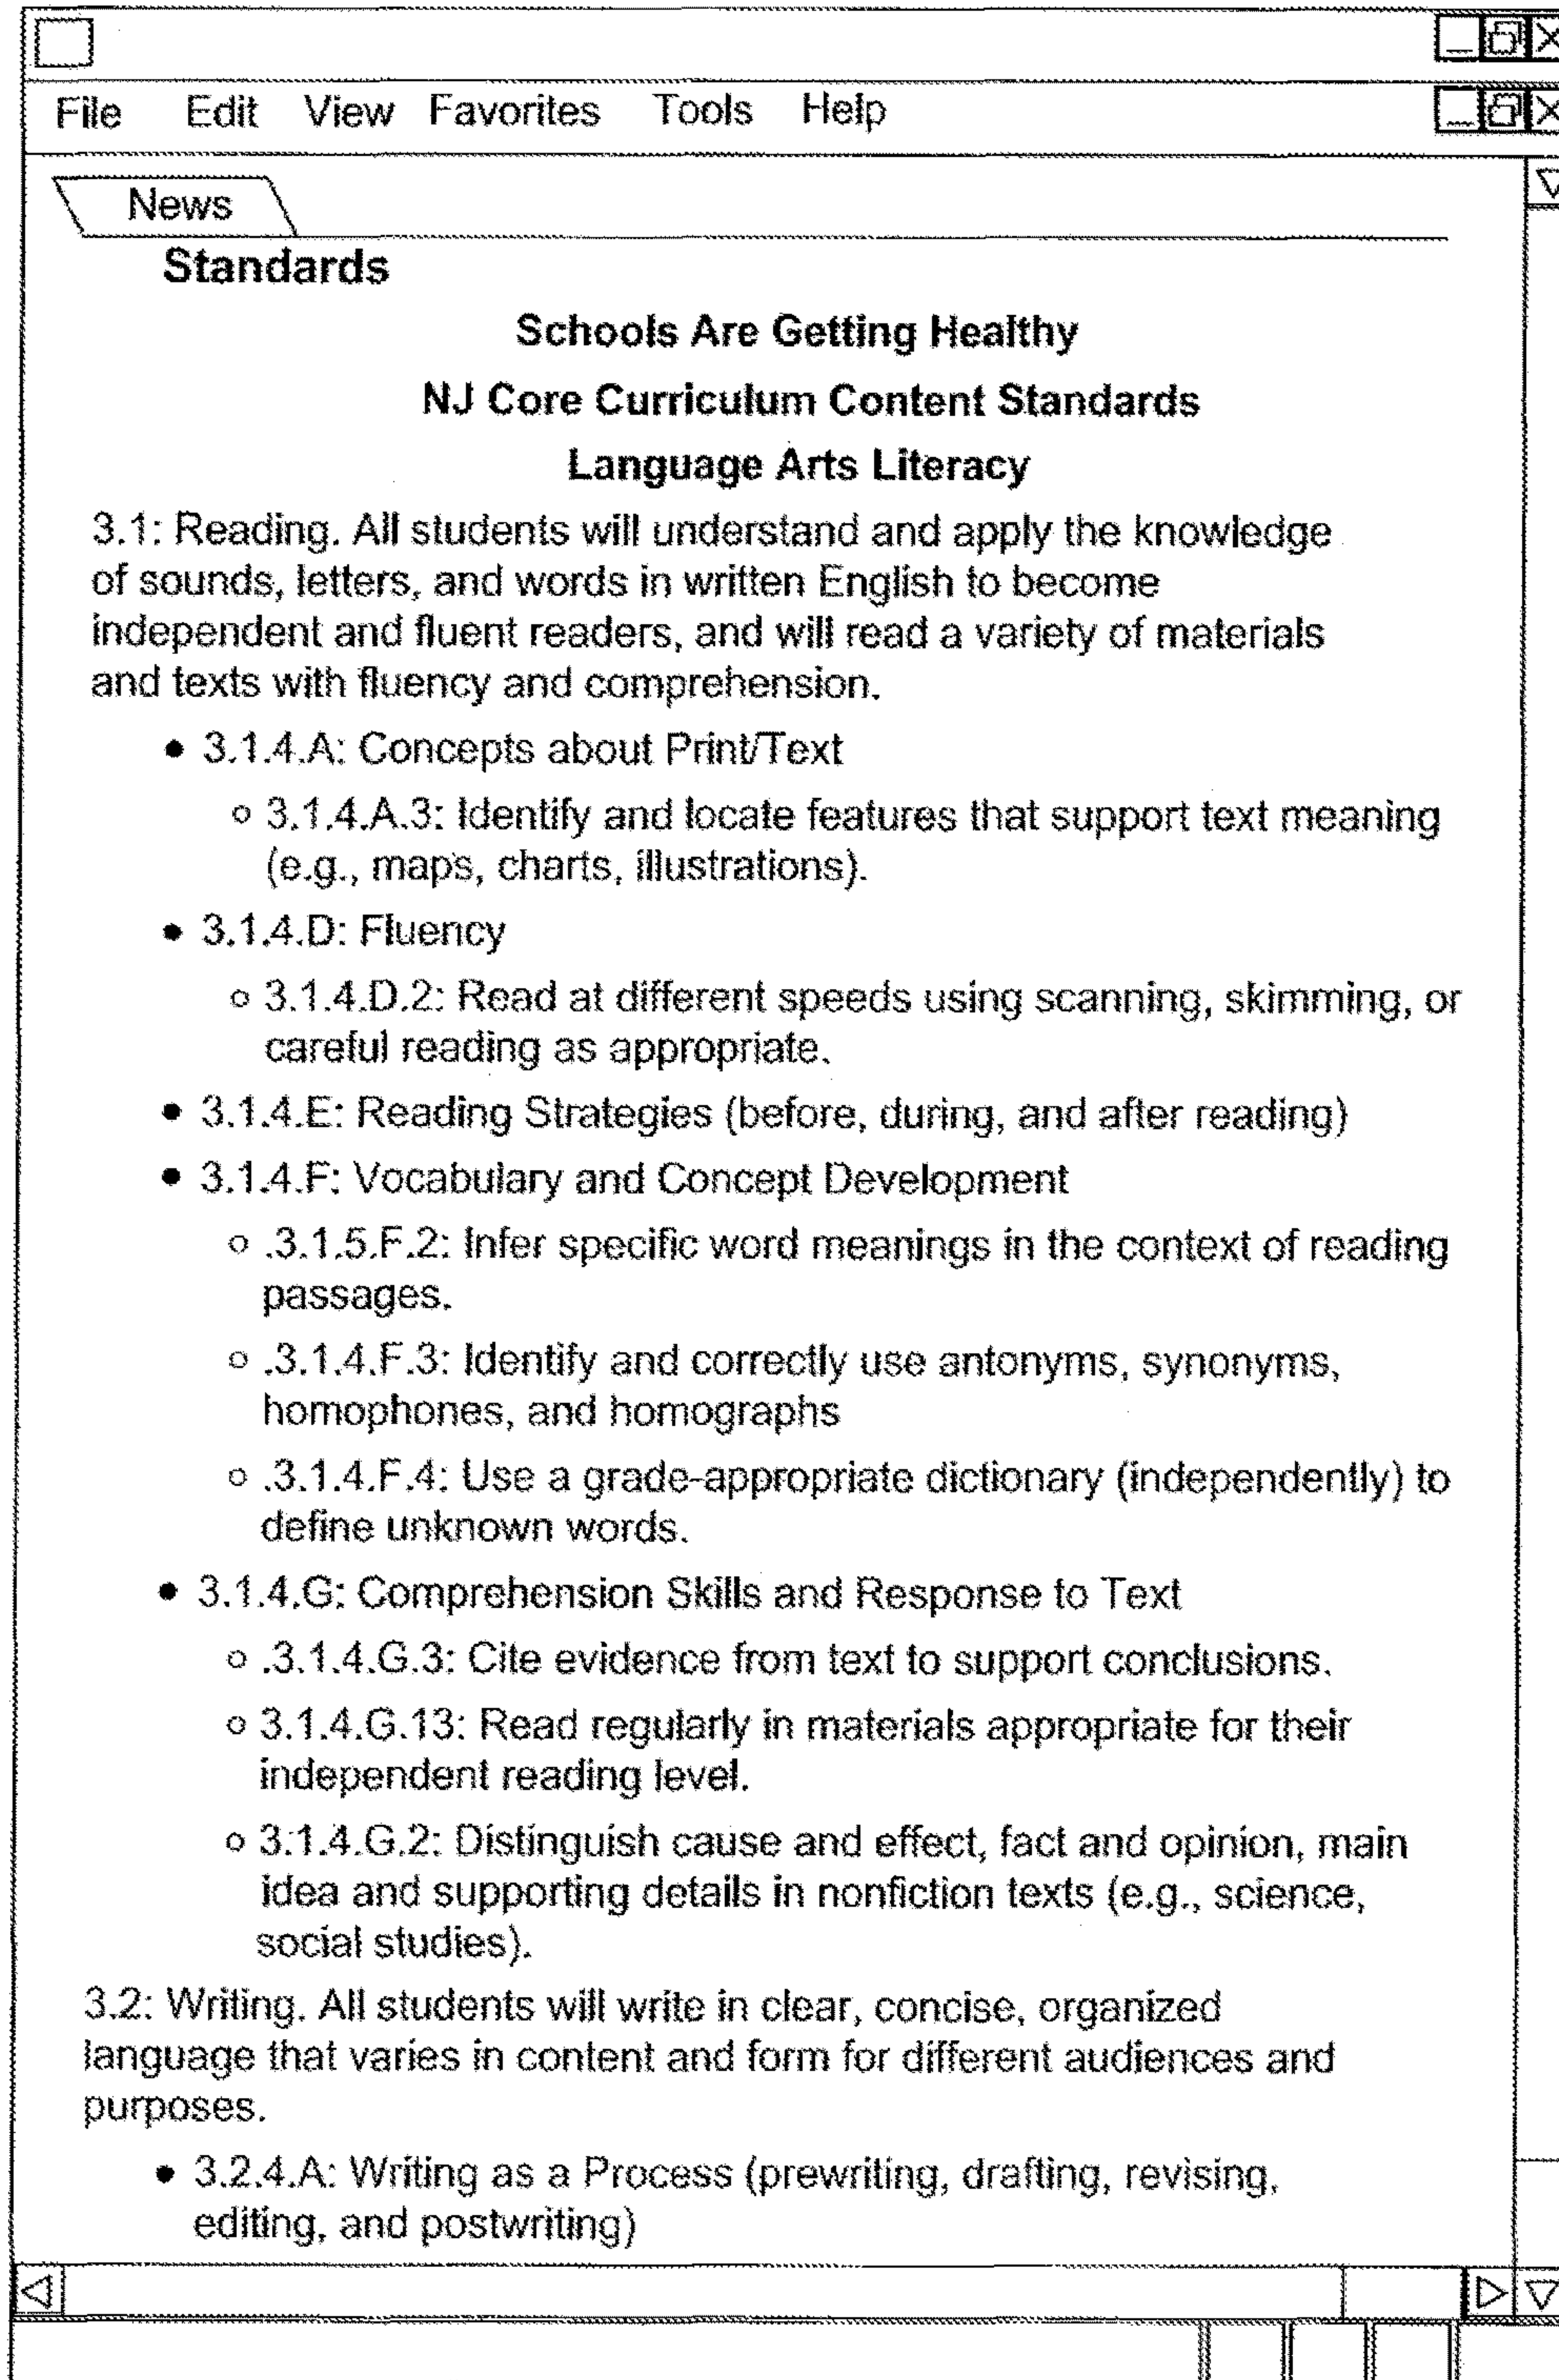 File Edit View Favorites Tools Help
News
Standards
Schools Are Getting Healthy
NJ Core Curriculum Content Standards
Language Arts Literacy
3.1: Reading. All students will understand and apply the knowledge
of sounds, letters, and words in written English to become
independent and fluent readers, and will read a variety of materials
and texts with fluency and comprehension.
• 3.1.4.A: Concepts about Print/Text
o 3.1.4.A.3: Identify and locate features that support text meaning
(e.g., maps, charts, illustrations).
• 3.1.4.D: Fluency
o 3.1.4.D.2: Read at different speeds using scanning, skimming, or
careful reading as appropriate.
• 3.1.4.E: Reading Strategies (before, during, and after reading)
• 3.1.4.F: Vocabulary and Concept Development
o .3.1.5.F.2: Infer specific word meanings in the context of reading
passages.
o .3.1.4.F.3: Identify and correctly use antonyms, synonyms,
homophones, and homographs
o .3.1.4.F.4: Use a grade-appropriate dictionary (independently) to
define unknown words.
• 3.1.4.G: Comprehension Skills and Response to Text
o .3.1.4.G.3: Cite evidence from text to support conclusions.
o 3.1.4.G.13: Read regularly in materials appropriate for their
independent reading level.
o 3.1.4.G.2: Distinguish cause and effect, fact and opinion, main
idea and supporting details in nonfiction texts (e.g., science,
social studies).
3.2: Writing. All students will write in clear, concise, organized
language that varies in content and form for different audiences and
purposes.
• 3.2.4.A: Writing as a Process (prewriting, drafting, revising,
editing, and postwriting)